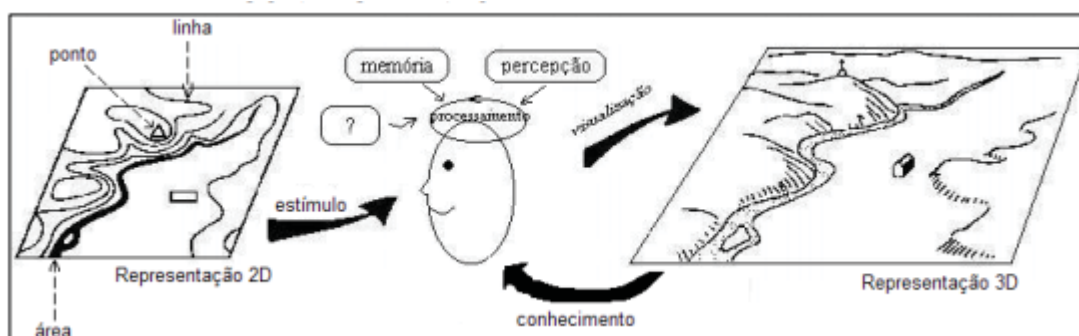 linha
ponto
memória
percepção
?
processamento
visualização
estímulo
Representação 2D
Representação 3D
conhecimento
área